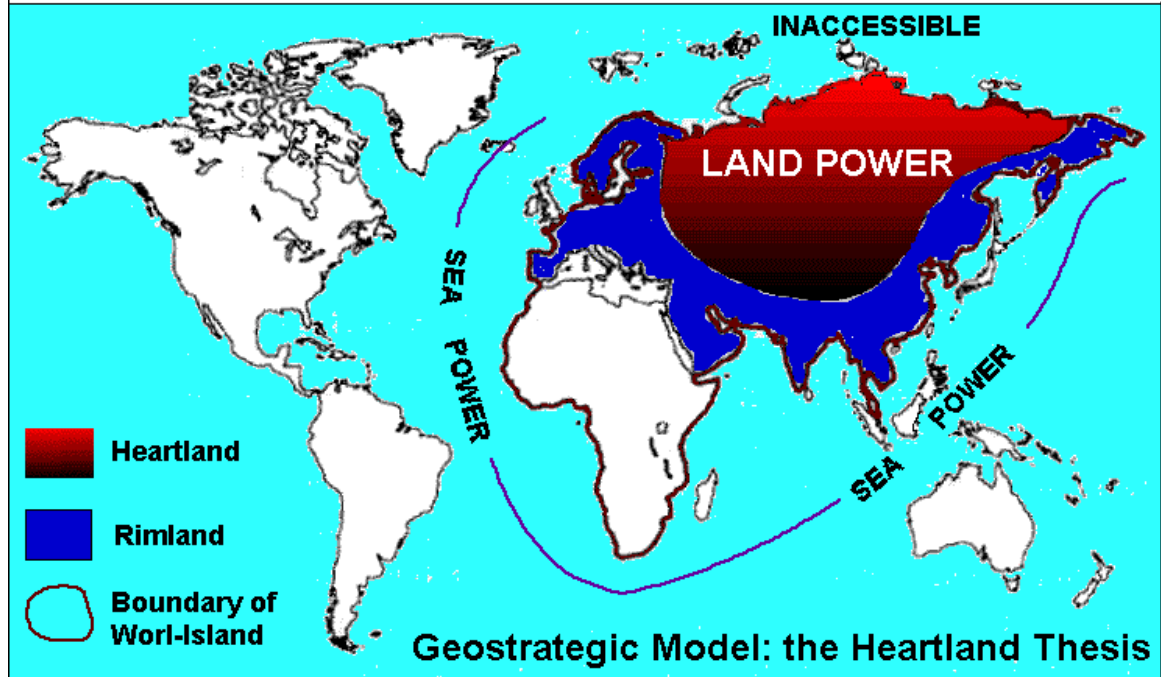 INACCESSIBLE
LAND POWER
SEA POWER
SEA POWER
Heartland
Rimland
Boundary of
Worl-Island
Geostrategic Model: the Heartland Thesis